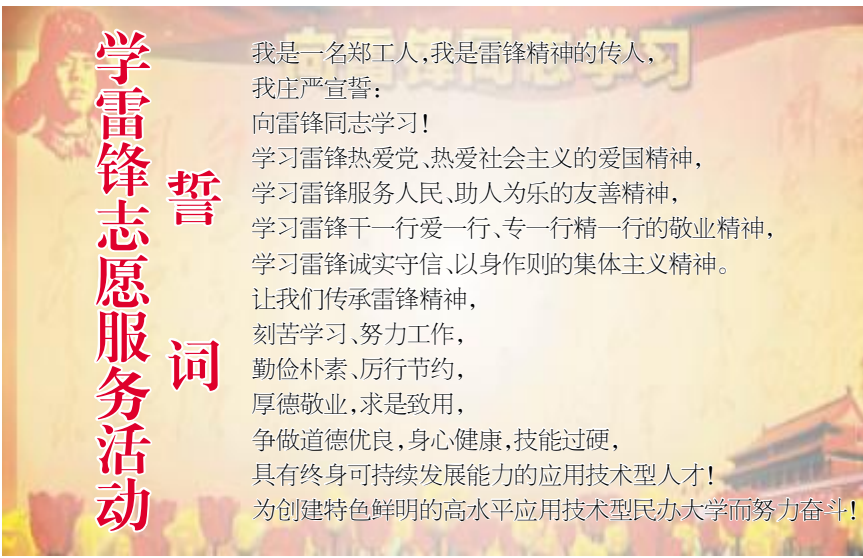 学雷锋志愿服务活动
誓词
我是一名郑工人,我是雷锋精神的传人,
我庄严宣誓:
向雷锋同志学习!
学习雷锋热爱党、热爱社会主义的爱国精神,
学习雷锋服务人民、助人为乐的友善精神,
学习雷锋干一行爱一行、专一行精一行的敬业精神,
学习雷锋诚实守信、以身作则的集体主义精神。
让我们传承雷锋精神,
刻苦学习、努力工作,
勤俭朴素、厉行节约,
厚德敬业,求是致用,
争做道德优良,身心健康,技能过硬,
具有终身可持续发展能力的应用技术型人才!
为创建特色鲜明的高水平应用技术型民办大学而努力奋斗!
向雷锋同志学习